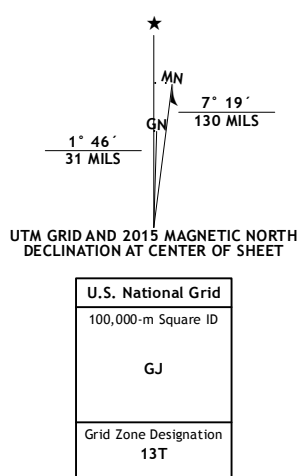 ★
MN
GN
7° 19´
130 MILS
1° 46´
31 MILS
UTM GRID AND 2015 MAGNETIC NORTH
DECLINATION AT CENTER OF SHEET
U.S. National Grid
100,000-m Square ID
GJ
Grid Zone Designation
13T